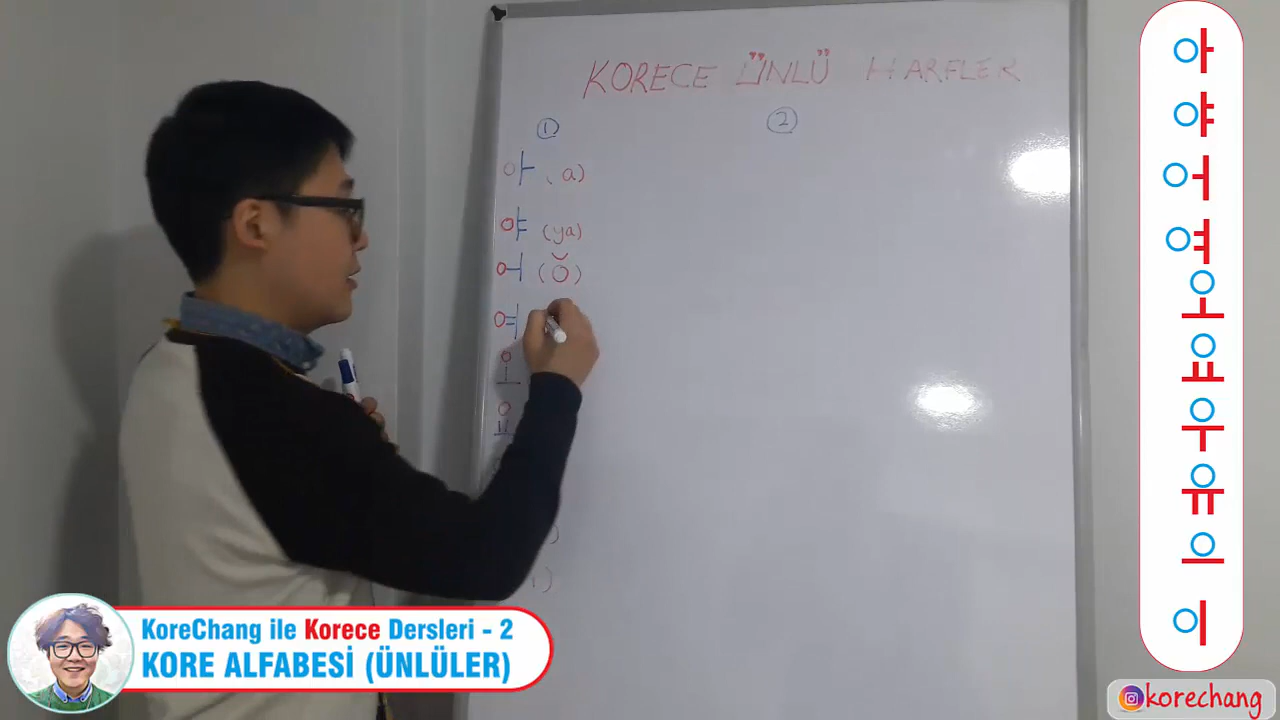 KORECE ÜNLÜ HARFLER
① ②
아 (a)
야 (ya)
어 (ŏ)
여
오
요
아
야
어
여
오
요
우
유
으
이
KoreChang ile Korece Dersleri - 2
KORE ALFABESİ (ÜNLÜLER)
korechang